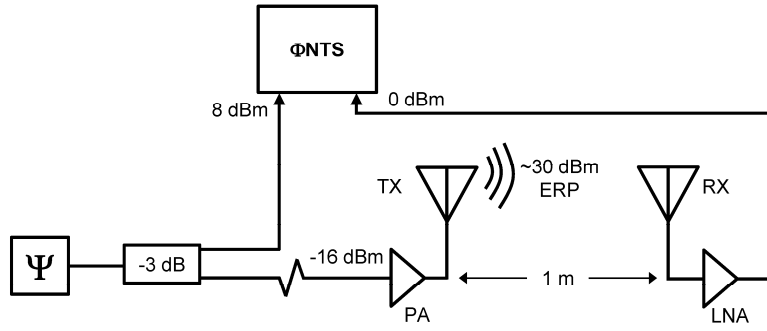 ΦNTS
8 dBm
0 dBm
TX
~30 dBm
ERP
RX
Ψ
-3 dB
-16 dBm
1 m
PA
LNA